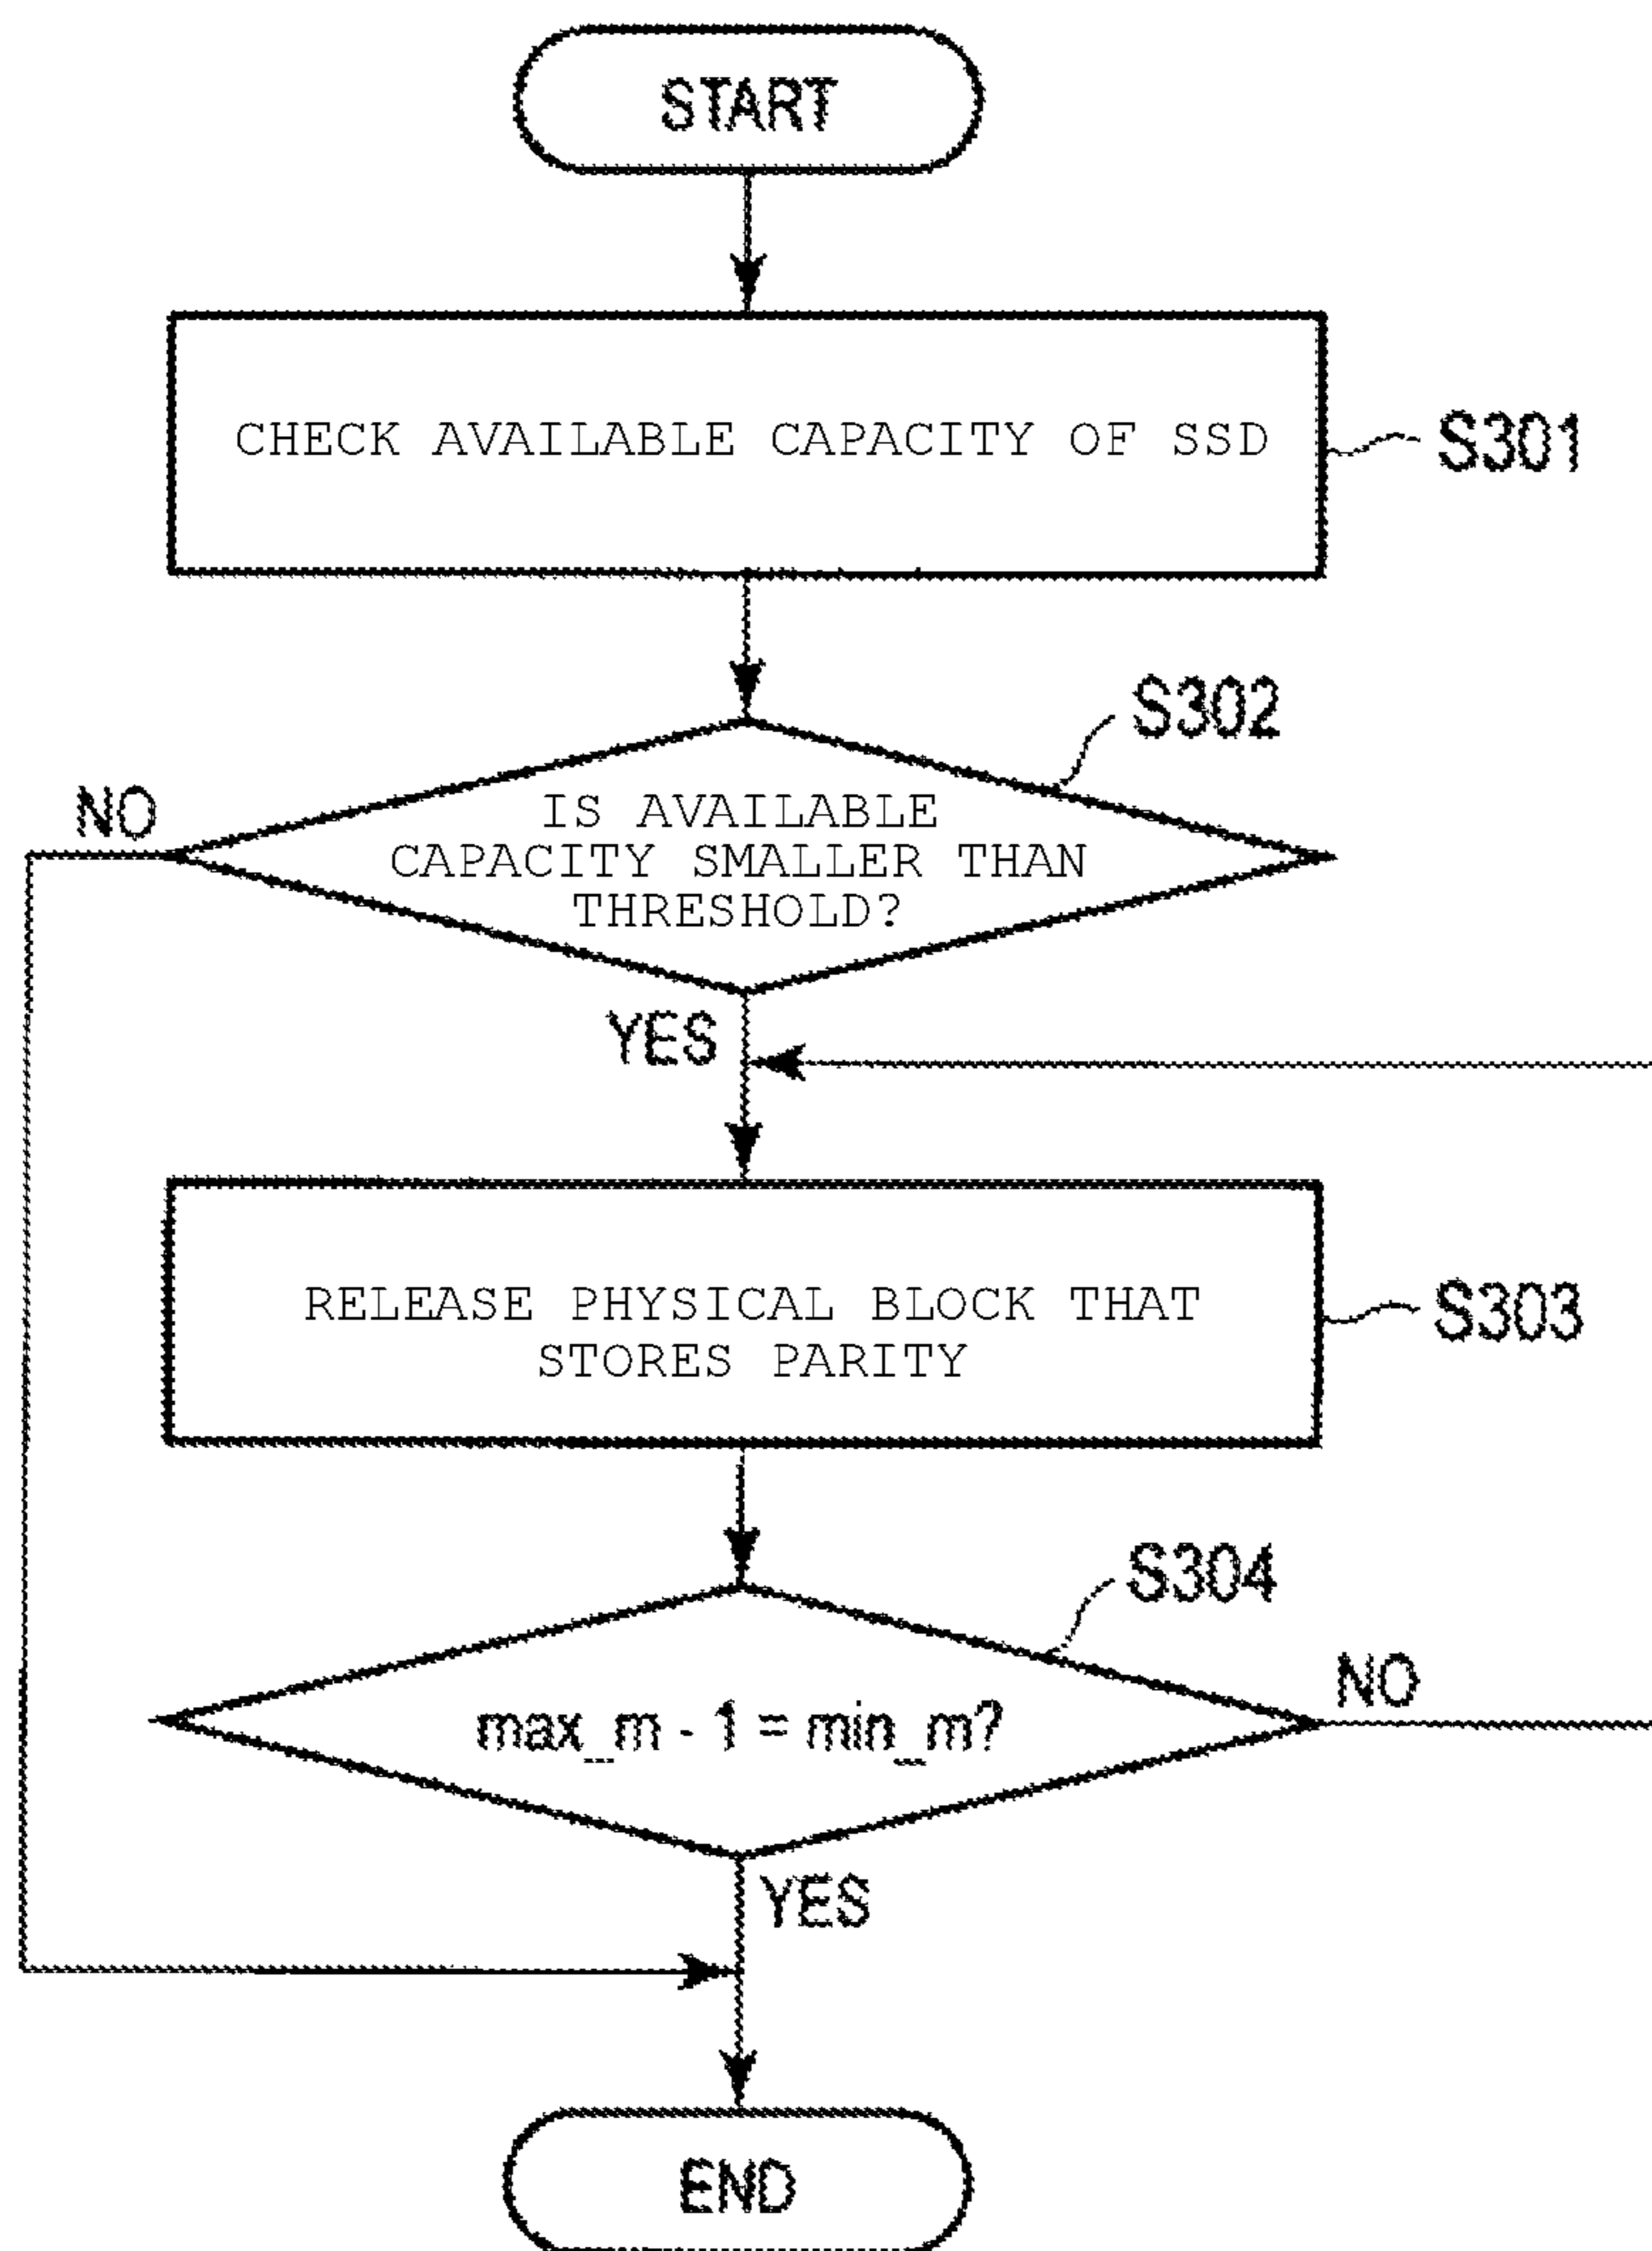 START
CHECK AVAILABLE CAPACITY OF SSD
S301
S302
NO
IS AVAILABLE
CAPACITY SMALLER THAN
THRESHOLD?
YES
RELEASE PHYSICAL BLOCK THAT
STORES PARITY
S303
S304
max_m - 1 = min_m?
NO
YES
END